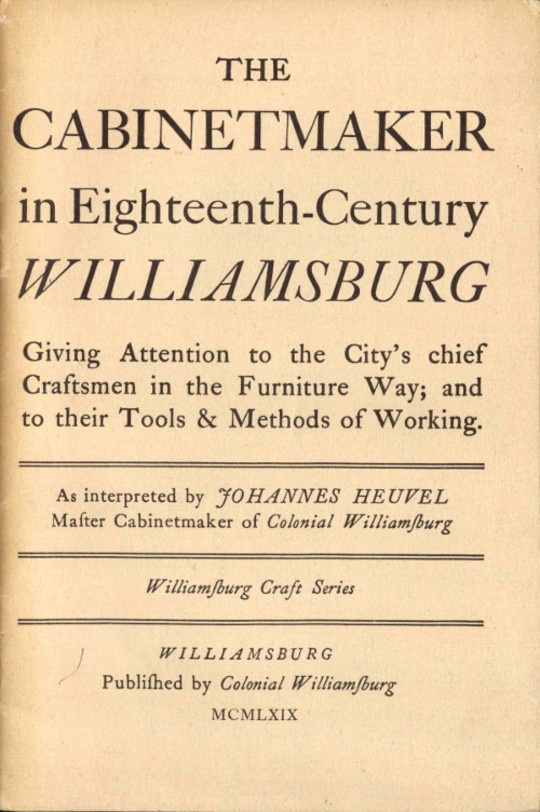 THE
CABINETMAKER
in Eighteenth-Century
WILLIAMSBURG
Giving Attention to the City's chief
Craftsmen in the Furniture Way; and
to their Tools & Methods of Working.
As interpreted by JOHANNES HEUVEL
Maſter Cabinetmaker of Colonial Williamſburg
Williamſburg Craft Series
WILLIAMSBURG
Publiſhed by Colonial Williamſburg
MCMLXIX